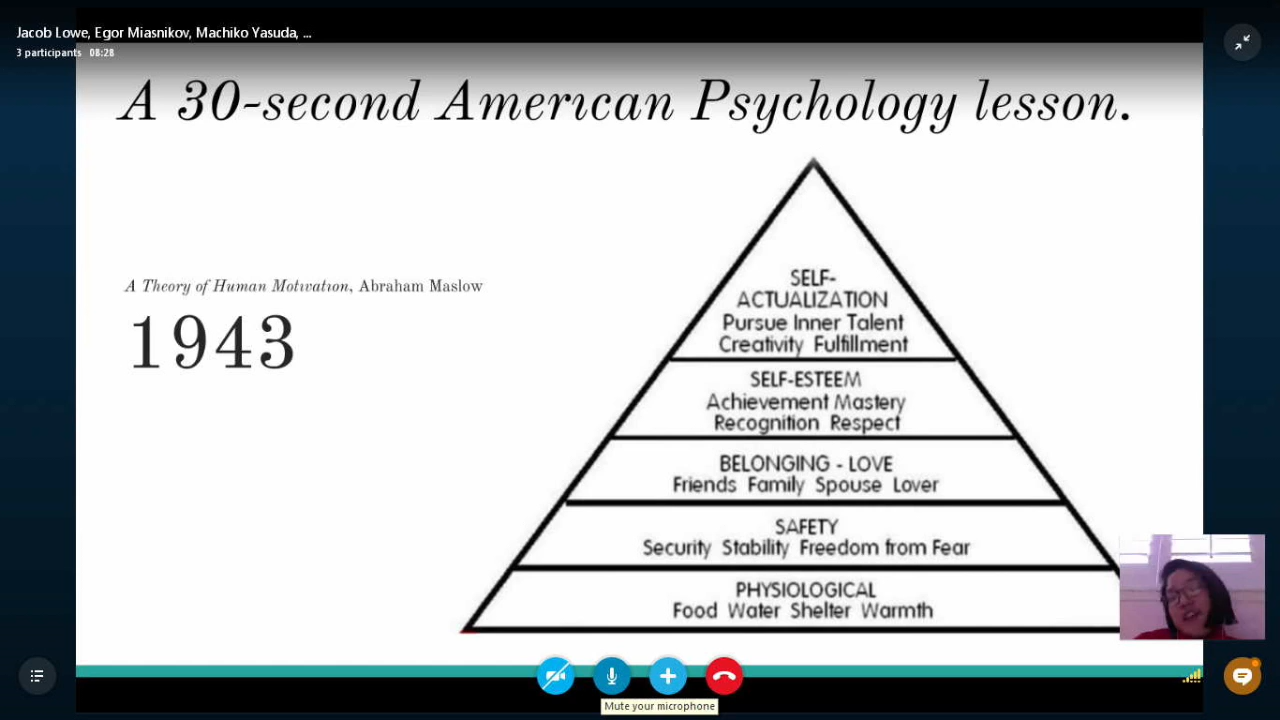 Jacob Lowe, Egor Miasnikov, Machiko Yasuda, ...
3 participants 08:28
A 30-second American Psychology lesson.
A Theory of Human Motivation, Abraham Maslow
1943
SELF-
ACTUALIZATION
Pursue Inner Talent
Creativity Fulfillment
SELF-ESTEEM
Achievement Mastery
Recognition Respect
BELONGING - LOVE
Friends Family Spouse Lover
SAFETY
Security Stability Freedom from Fear
PHYSIOLOGICAL
Food Water Shelter Warmth
Mute your microphone